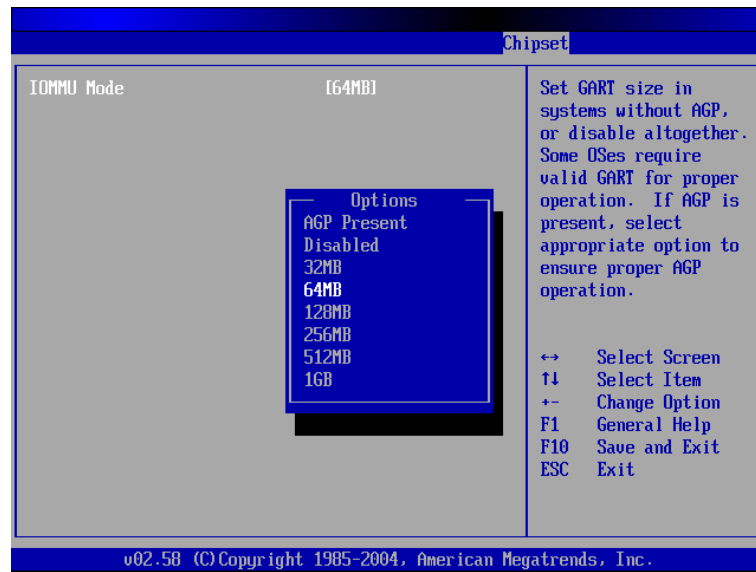 Chipset
IOMMU Mode [64MB]
Options
AGP Present
Disabled
32MB
64MB
128MB
256MB
512MB
1GB
Set GART size in
systems without AGP,
or disable altogether.
Some OSes require
valid GART for proper
operation. If AGP is
present, select
appropriate option to
ensure proper AGP
operation.
↔ Select Screen
↑↓ Select Item
+- Change Option
F1 General Help
F10 Save and Exit
ESC Exit
v02.58 (C)Copyright 1985-2004, American Megatrends, Inc.